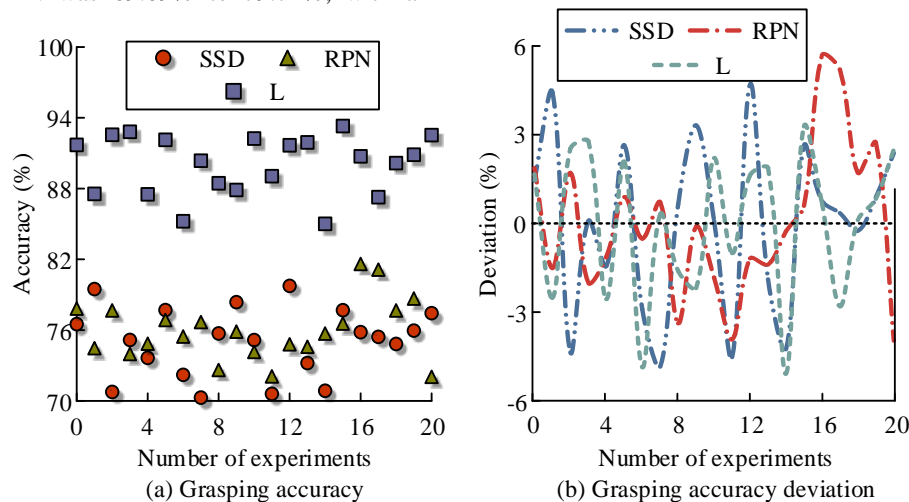 SSD RPN
L
100
94
88
82
76
70
Accuracy (%)
0 4 8 12 16 20
Number of experiments
(a) Grasping accuracy
SSD RPN
L
6
3
0
-3
-6
Deviation (%)
0 4 8 12 16 20
Number of experiments
(b) Grasping accuracy deviation